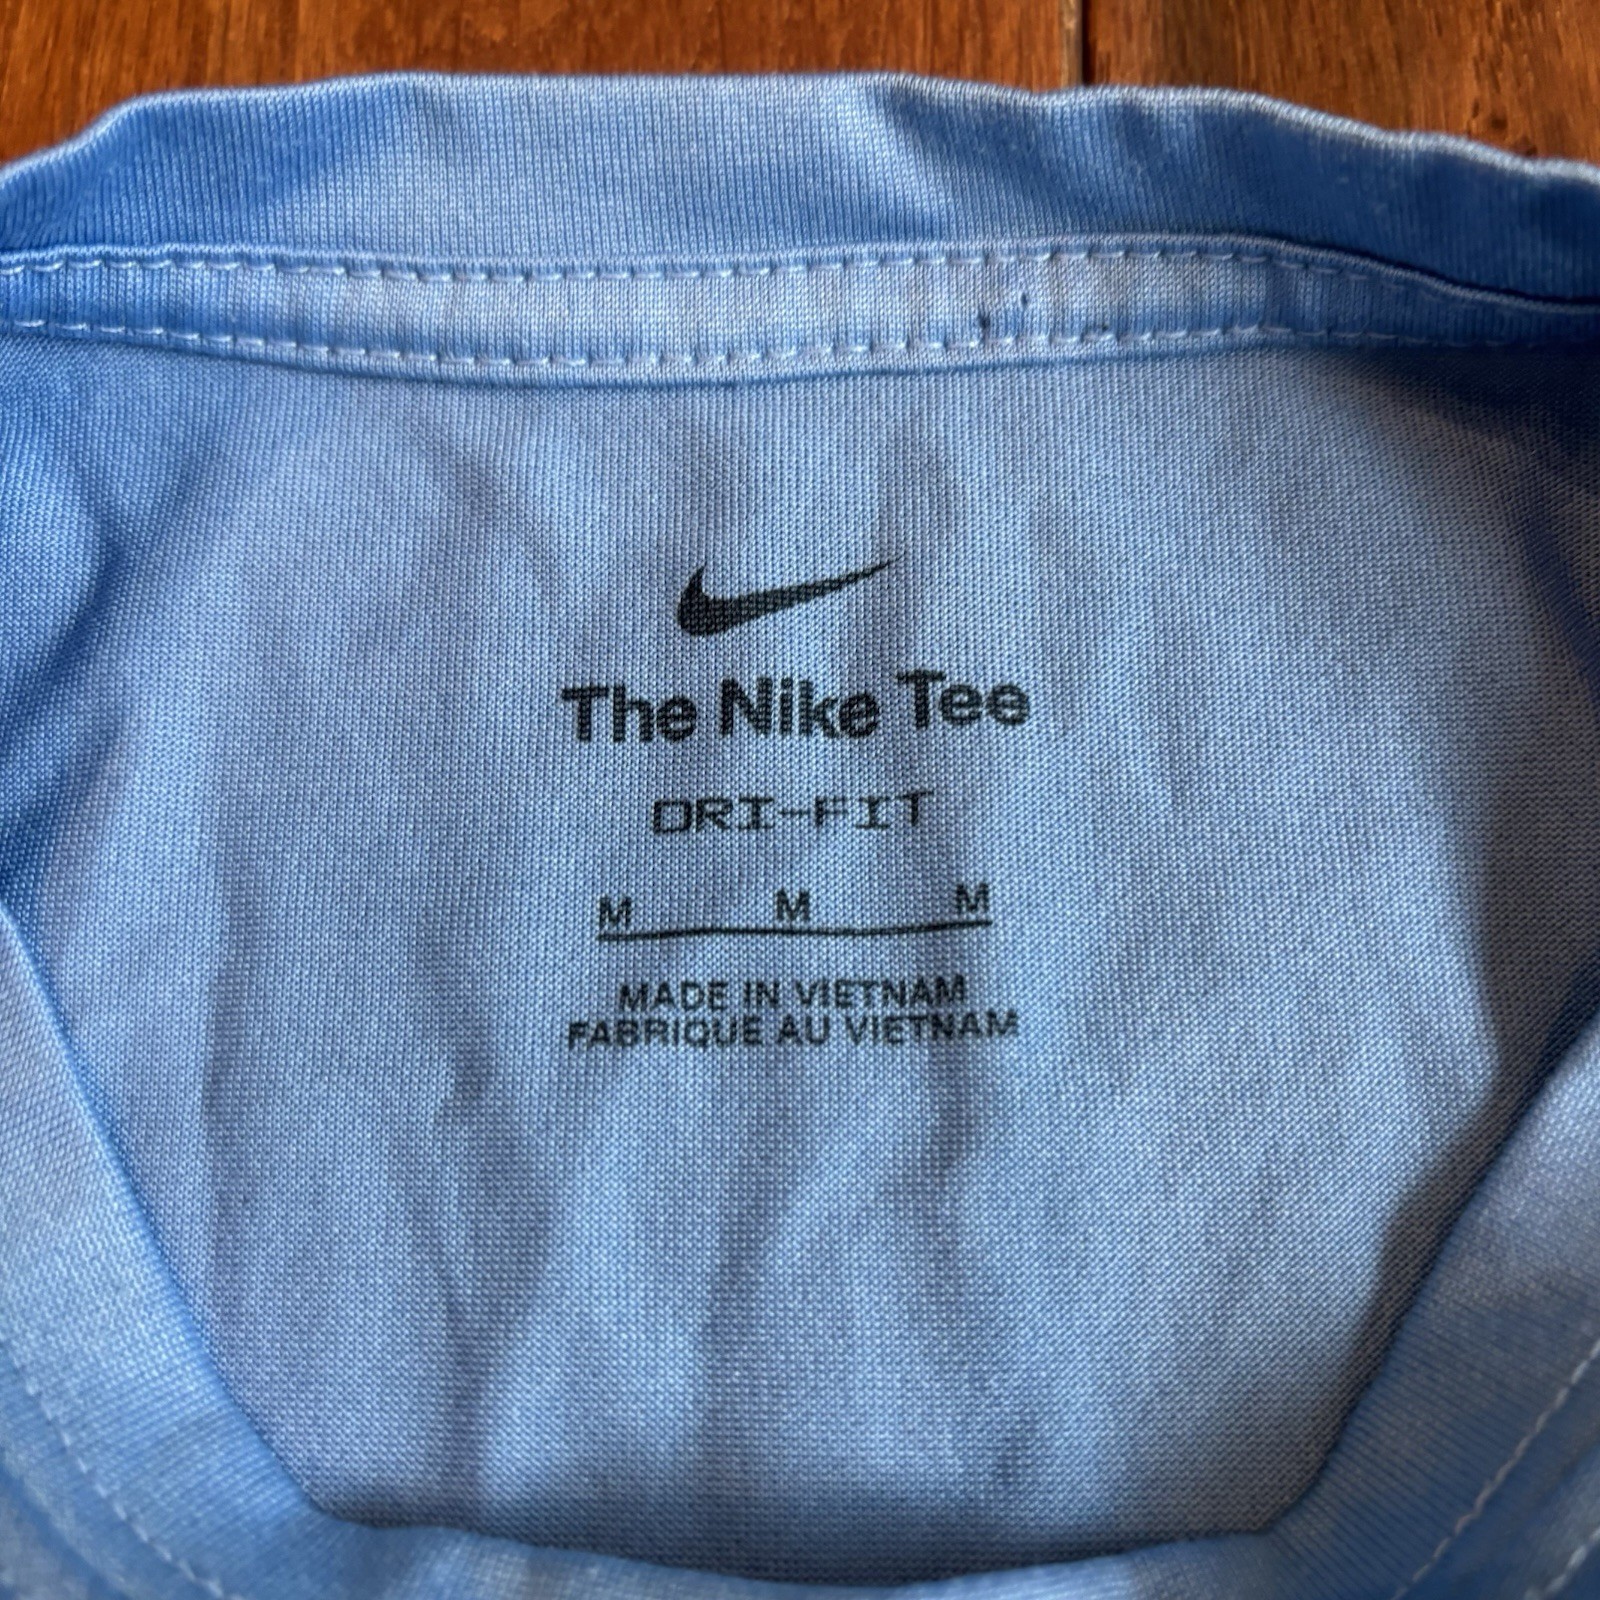 The Nike Tee
DRI-FIT
M M M
MADE IN VIETNAM
FABRIQUE AU VIETNAM